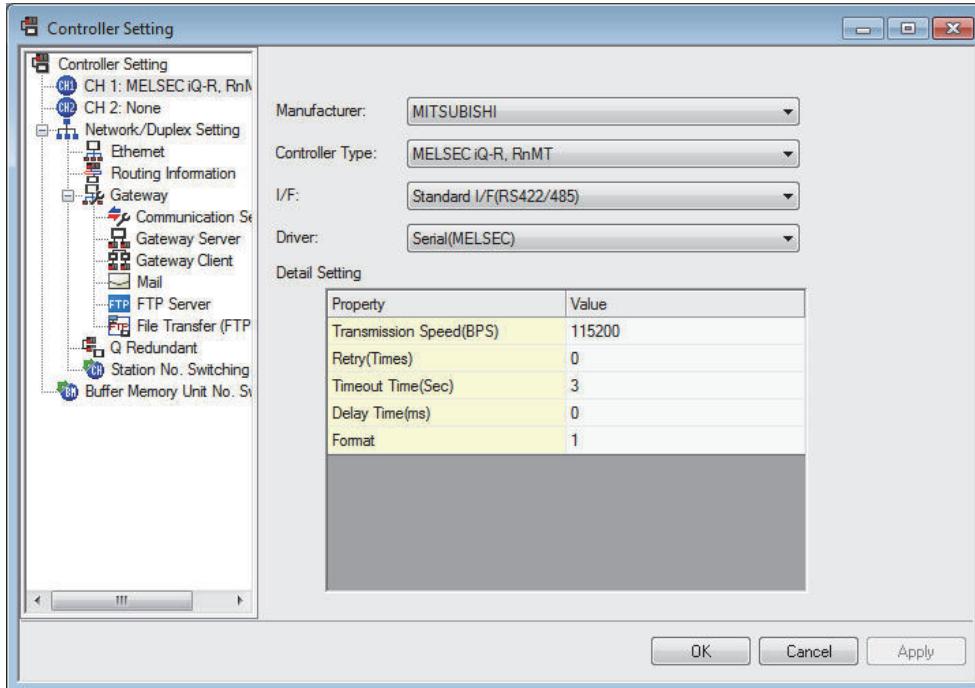 Controller Setting
Controller Setting
CH1 CH 1: MELSEC iQ-R, RnM
CH2 CH 2: None
Network/Duplex Setting
Ethernet
Routing Information
Gateway
Communication Se
Gateway Server
Gateway Client
Mail
FTP FTP Server
FTP File Transfer (FTP
Q Redundant
CH Station No. Switching
BM Buffer Memory Unit No. Sw
Manufacturer: MITSUBISHI
Controller Type: MELSEC iQ-R, RnMT
I/F: Standard I/F(RS422/485)
Driver: Serial(MELSEC)
Detail Setting
Property Value
Transmission Speed(BPS) 115200
Retry(Times) 0
Timeout Time(Sec) 3
Delay Time(ms) 0
Format 1
OK Cancel Apply